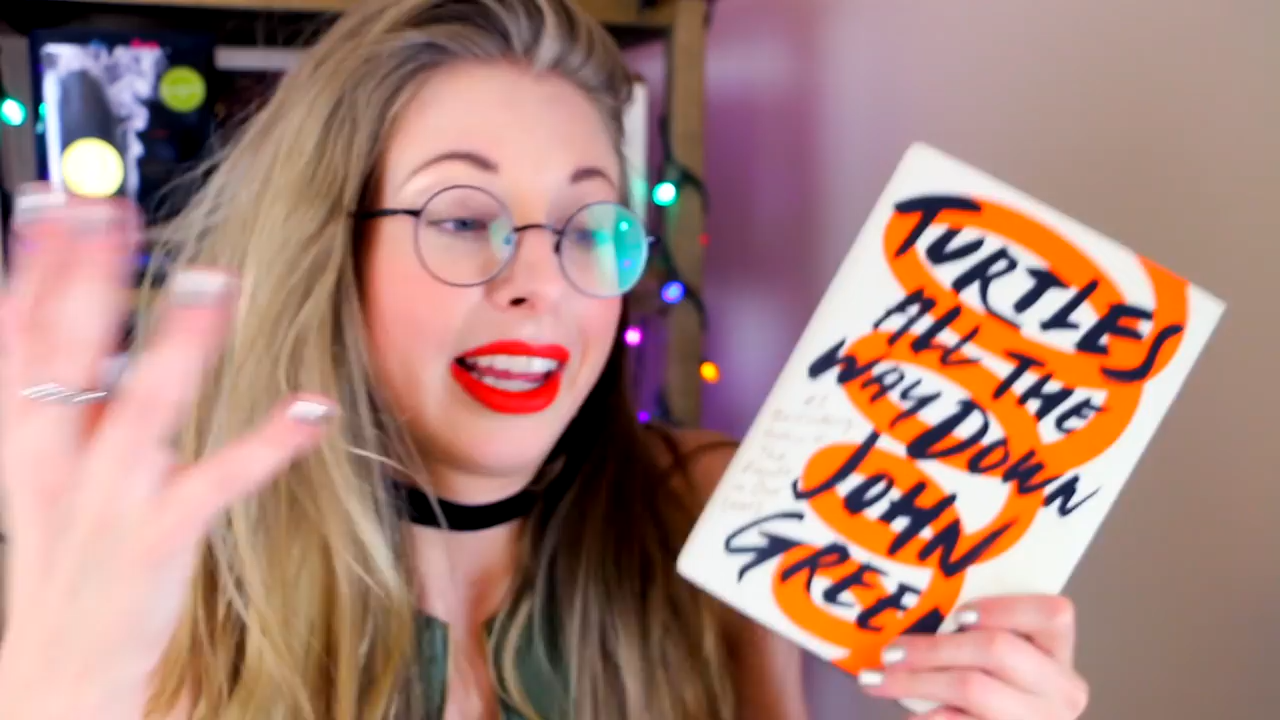 TURTLES
ALL THE
WAY DOWN
JOHN
GREEN